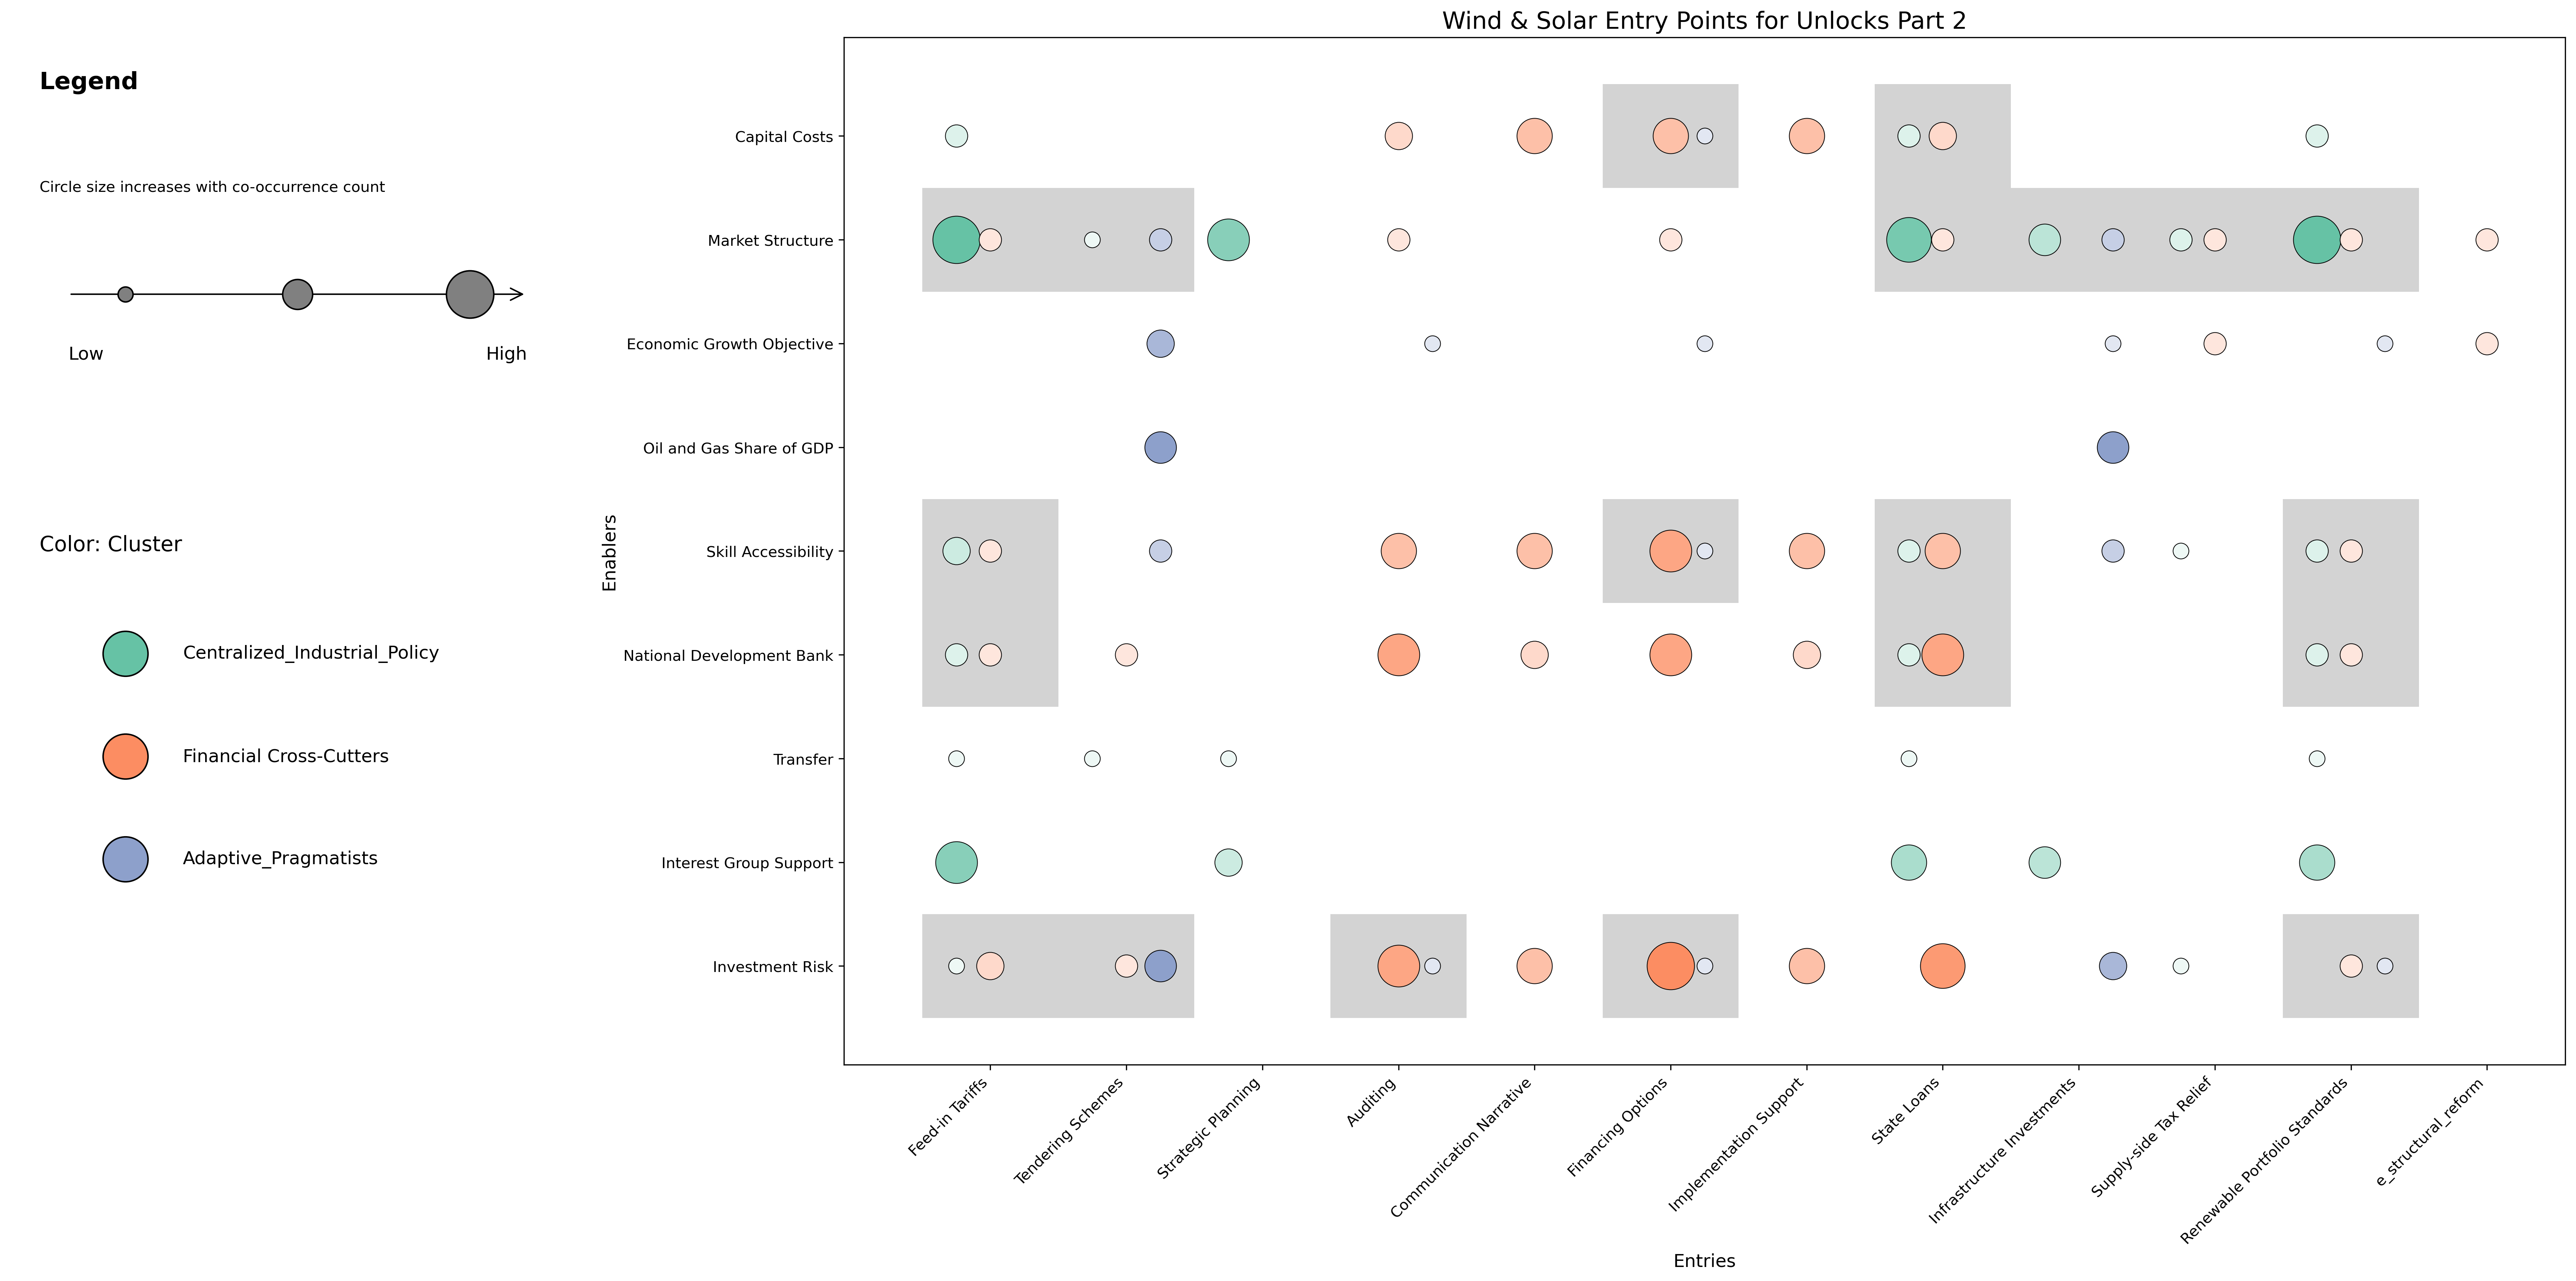 Wind & Solar Entry Points for Unlocks Part 2
Legend
Circle size increases with co-occurrence count
Low
High
Color: Cluster
Centralized_Industrial_Policy
Financial Cross-Cutters
Adaptive_Pragmatists
Enablers
Capital Costs
Market Structure
Economic Growth Objective
Oil and Gas Share of GDP
Skill Accessibility
National Development Bank
Transfer
Interest Group Support
Investment Risk
Feed-in Tariffs
Tendering Schemes
Strategic Planning
Auditing
Communication Narrative
Financing Options
Implementation Support
State Loans
Infrastructure Investments
Supply-side Tax Relief
Renewable Portfolio Standards
e_structural_reform
Entries